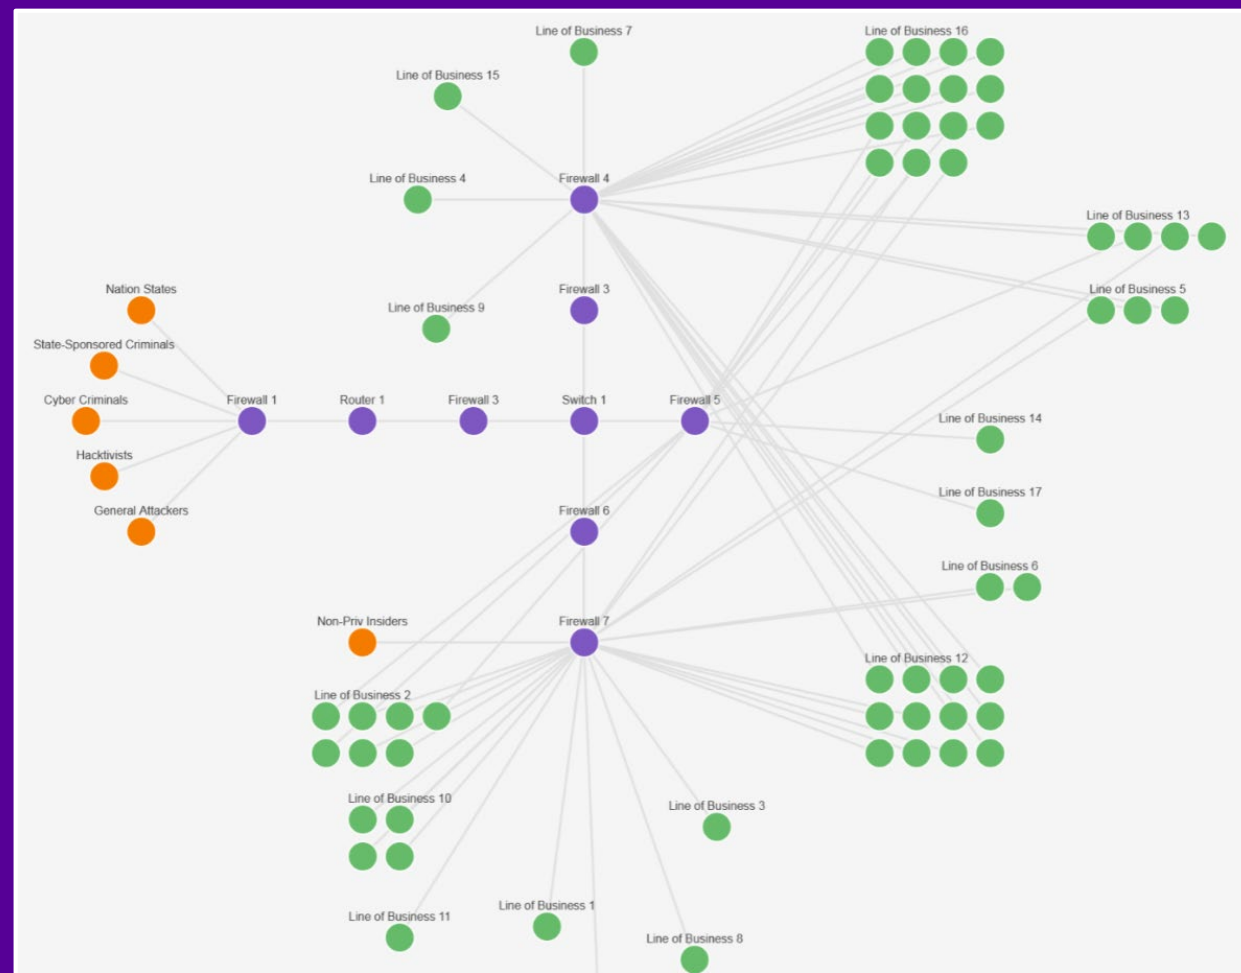 Line of Business 7
Line of Business 16
Line of Business 15
Line of Business 4
Firewall 4
Line of Business 13
Nation States
Firewall 3
Line of Business 5
Line of Business 9
State-Sponsored Criminals
Cyber Criminals
Firewall 1
Router 1
Firewall 3
Switch 1
Firewall 5
Line of Business 14
Hacktivists
Line of Business 17
General Attackers
Firewall 6
Line of Business 6
Non-Priv Insiders
Firewall 7
Line of Business 12
Line of Business 2
Line of Business 10
Line of Business 3
Line of Business 1
Line of Business 11
Line of Business 8